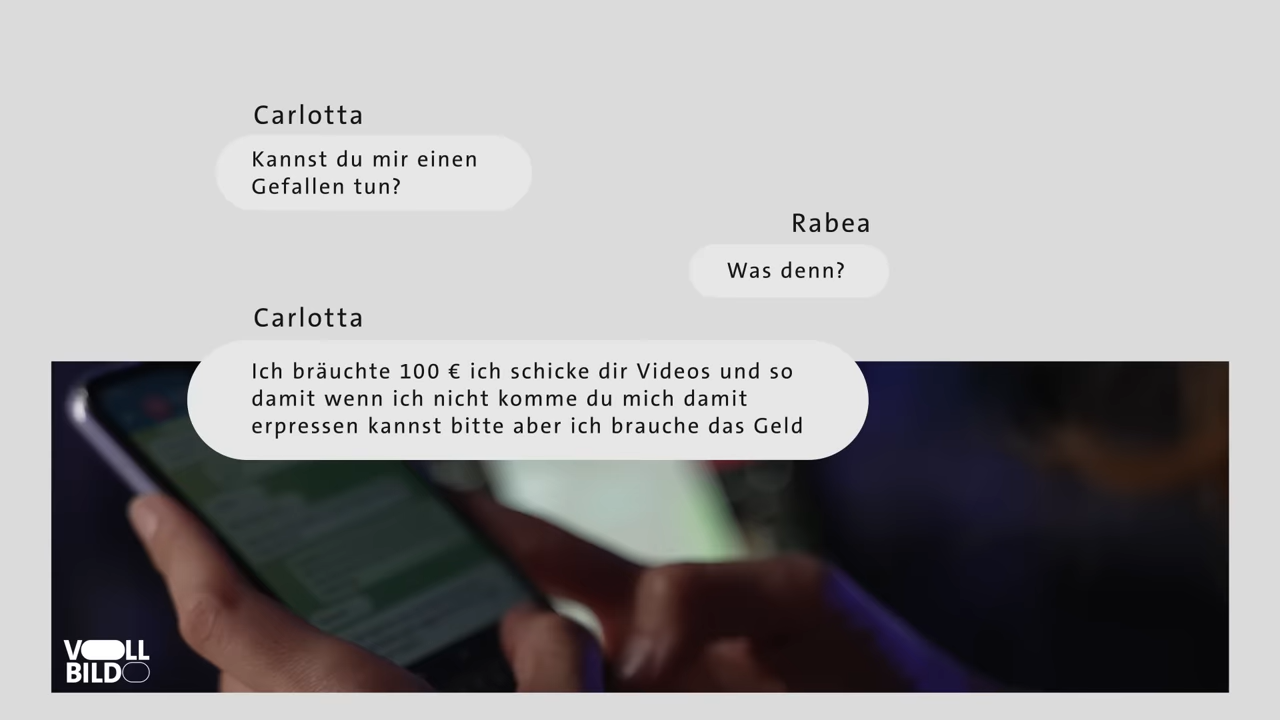 Carlotta
Kannst du mir einen
Gefallen tun?
Rabea
Was denn?
Carlotta
Ich bräuchte 100 € ich schicke dir Videos und so
damit wenn ich nicht komme du mich damit
erpressen kannst bitte aber ich brauche das Geld
VOLL
BILD